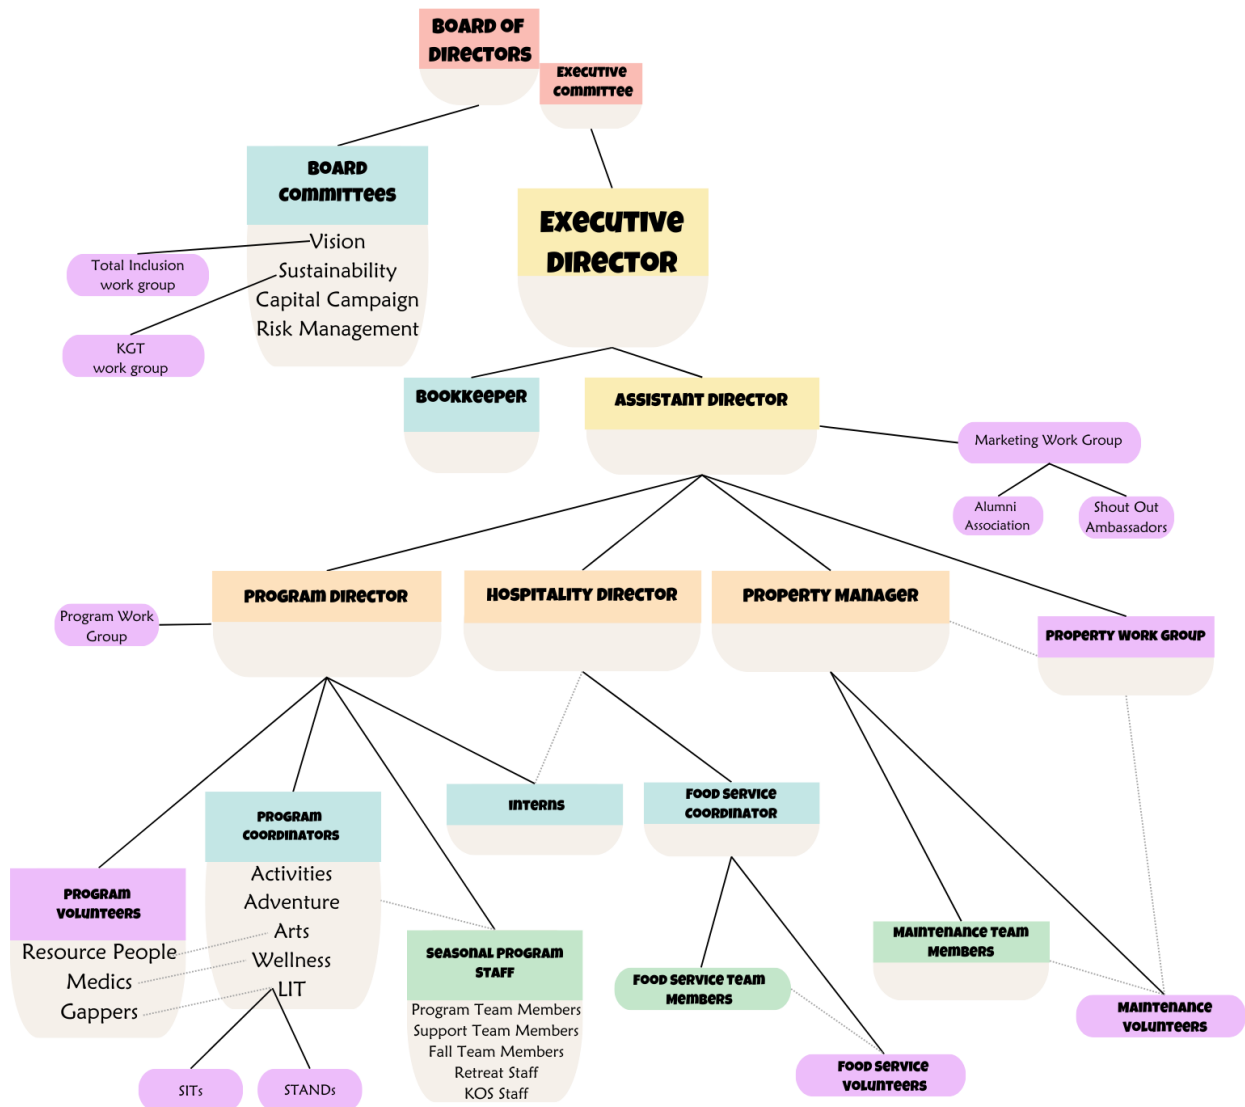 BOARD OF
DIRECTORS
EXECUTIVE
COMMITTEE
BOARD
COMMITTEES
Vision
Sustainability
Capital Campaign
Risk Management
Total Inclusion
work group
KGT
work group
EXECUTIVE
DIRECTOR
BOOKKEEPER
ASSISTANT DIRECTOR
Marketing Work Group
Alumni
Association
Shout Out
Ambassadors
Program Work
Group
PROGRAM DIRECTOR
HOSPITALITY DIRECTOR
PROPERTY MANAGER
PROPERTY WORK GROUP
PROGRAM
VOLUNTEERS
Resource People
Medics
Gappers
PROGRAM
COORDINATORS
Activities
Adventure
Arts
Wellness
LIT
SITs
STANDs
INTERNS
SEASONAL PROGRAM
STAFF
Program Team Members
Support Team Members
Fall Team Members
Retreat Staff
KOS Staff
FOOD SERVICE
COORDINATOR
FOOD SERVICE TEAM
MEMBERS
FOOD SERVICE
VOLUNTEERS
MAINTENANCE TEAM
MEMBERS
MAINTENANCE
VOLUNTEERS